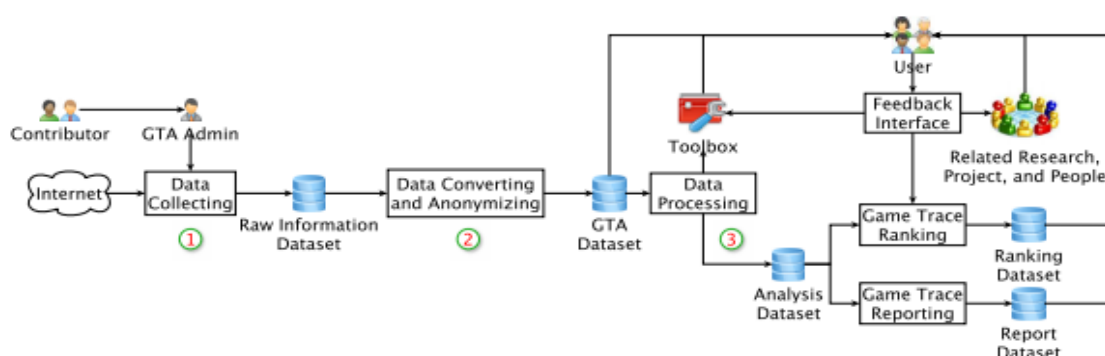 User
Contributor
GTA Admin
Feedback
Interface
Toolbox
Related Research,
Project, and People
Internet
Data
Collecting
Raw Information
Dataset
Data Converting
and Anonymizing
GTA
Dataset
Data
Processing
1
2
3
Game Trace
Ranking
Ranking
Dataset
Analysis
Dataset
Game Trace
Reporting
Report
Dataset